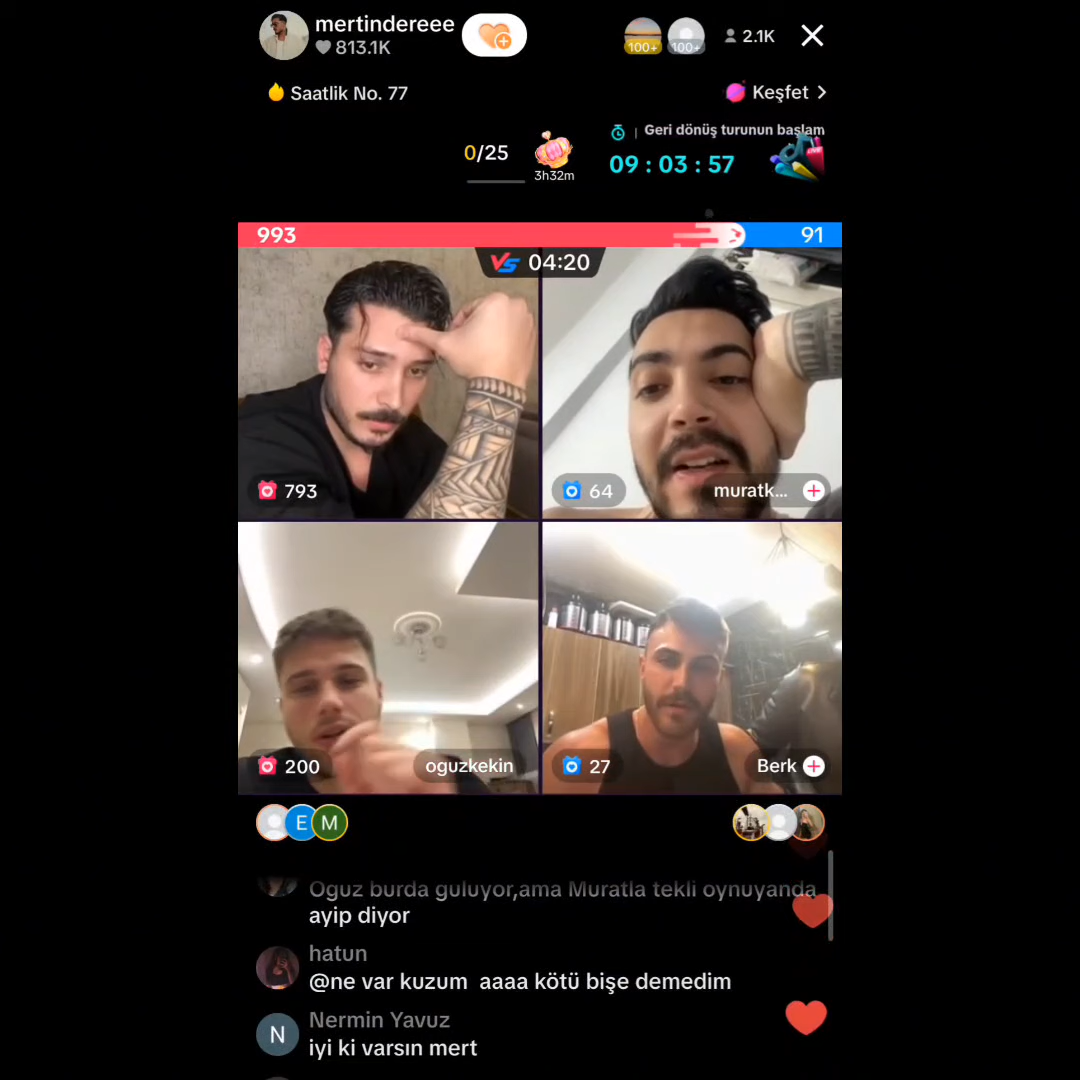 mertindereee
813.1K
100+
100+
2.1K
Saatlik No. 77
Keşfet
0/25
3h32m
Geri dönüş turunun başlam
09 : 03 : 57
993
91
VS 04:20
793
64
muratk...
200
oguzkekin
27
Berk
E
M
Oguz burda guluyor,ama Muratla tekli oynuyanda
ayip diyor
hatun
@ne var kuzum aaaa kötü bişe demedim
N
Nermin Yavuz
iyi ki varsın mert